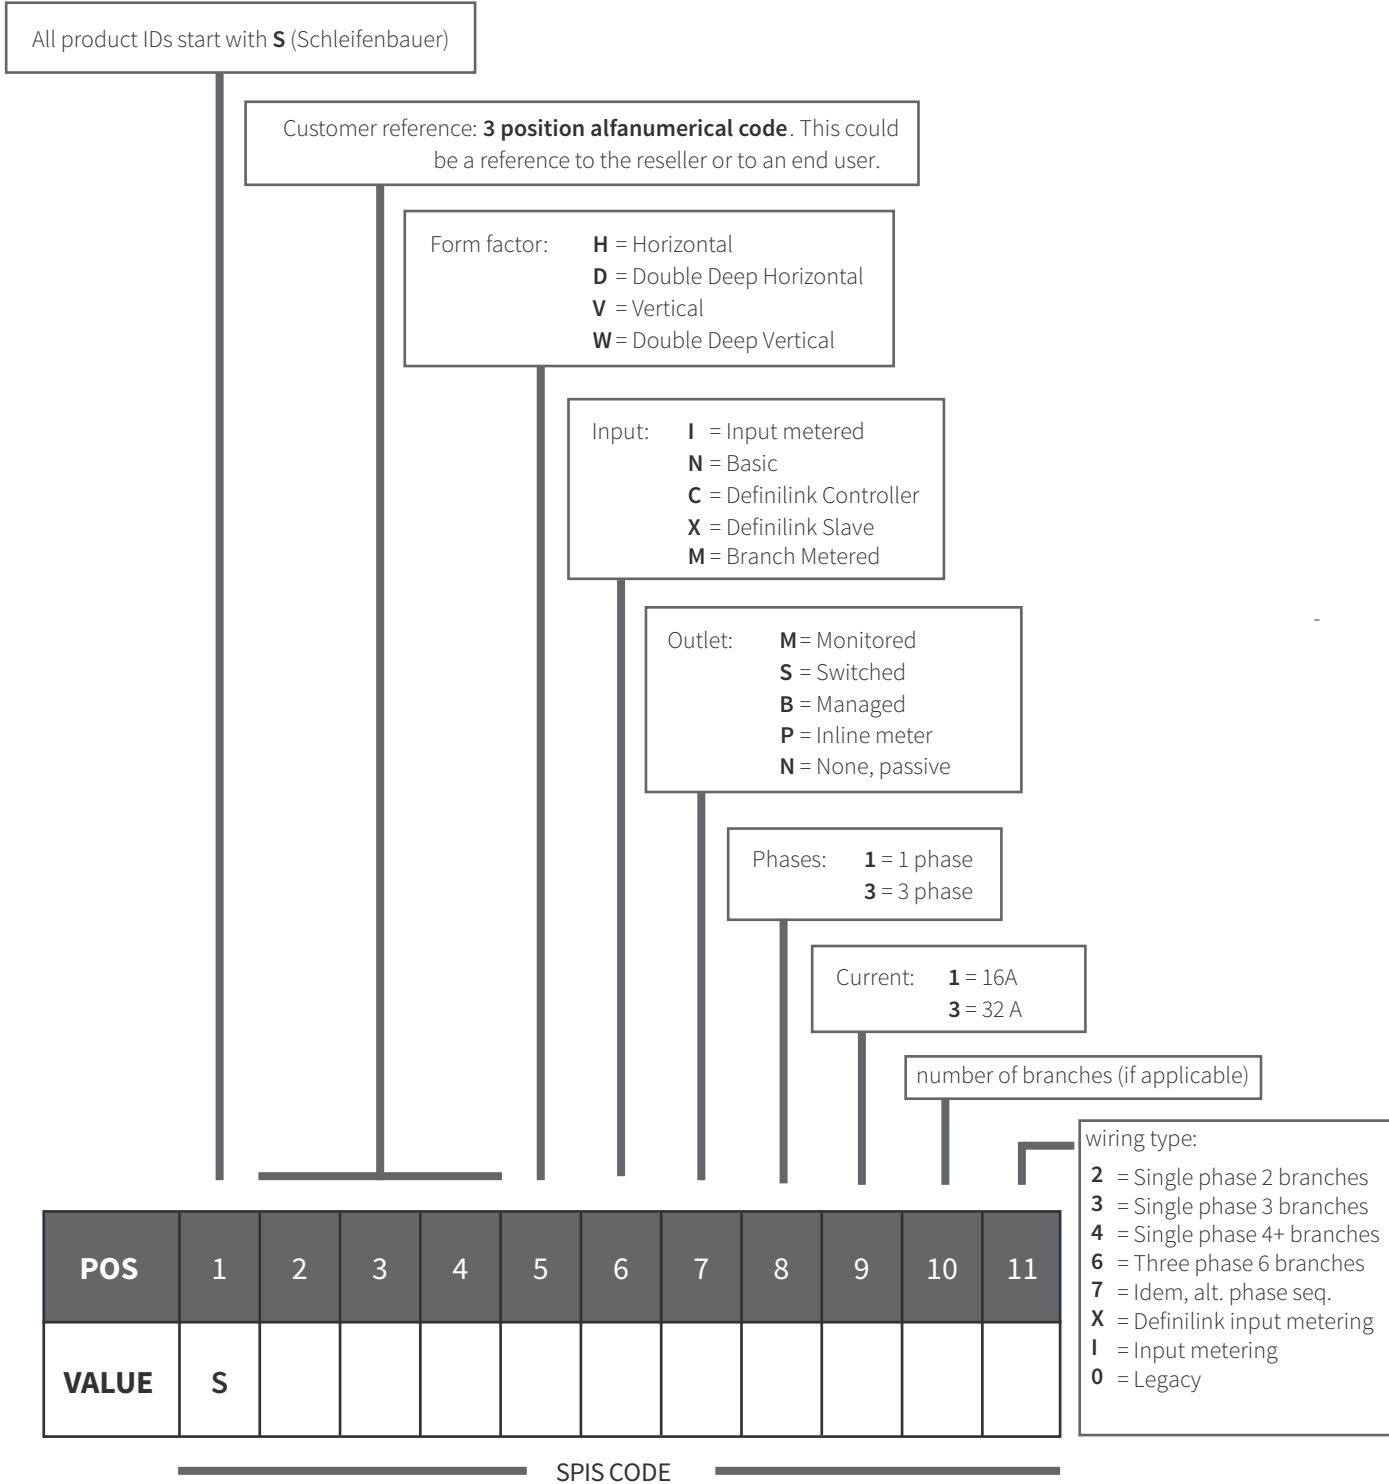 All product IDs start with S (Schleifenbauer)
Customer reference: 3 position alfanumerical code. This could
be a reference to the reseller or to an end user.
Form factor: H = Horizontal
D = Double Deep Horizontal
V = Vertical
W = Double Deep Vertical
Input: I = Input metered
N = Basic
C = Definilink Controller
X = Definilink Slave
M = Branch Metered
Outlet: M = Monitored
S = Switched
B = Managed
P = Inline meter
N = None, passive
-
Phases: 1 = 1 phase
3 = 3 phase
Current: 1 = 16A
3 = 32 A
number of branches (if applicable)
wiring type:
2 = Single phase 2 branches
3 = Single phase 3 branches
4 = Single phase 4+ branches
6 = Three phase 6 branches
7 = Idem, alt. phase seq.
X = Definilink input metering
I = Input metering
0 = Legacy
POS 1 2 3 4 5 6 7 8 9 10 11
VALUE S
SPIS CODE